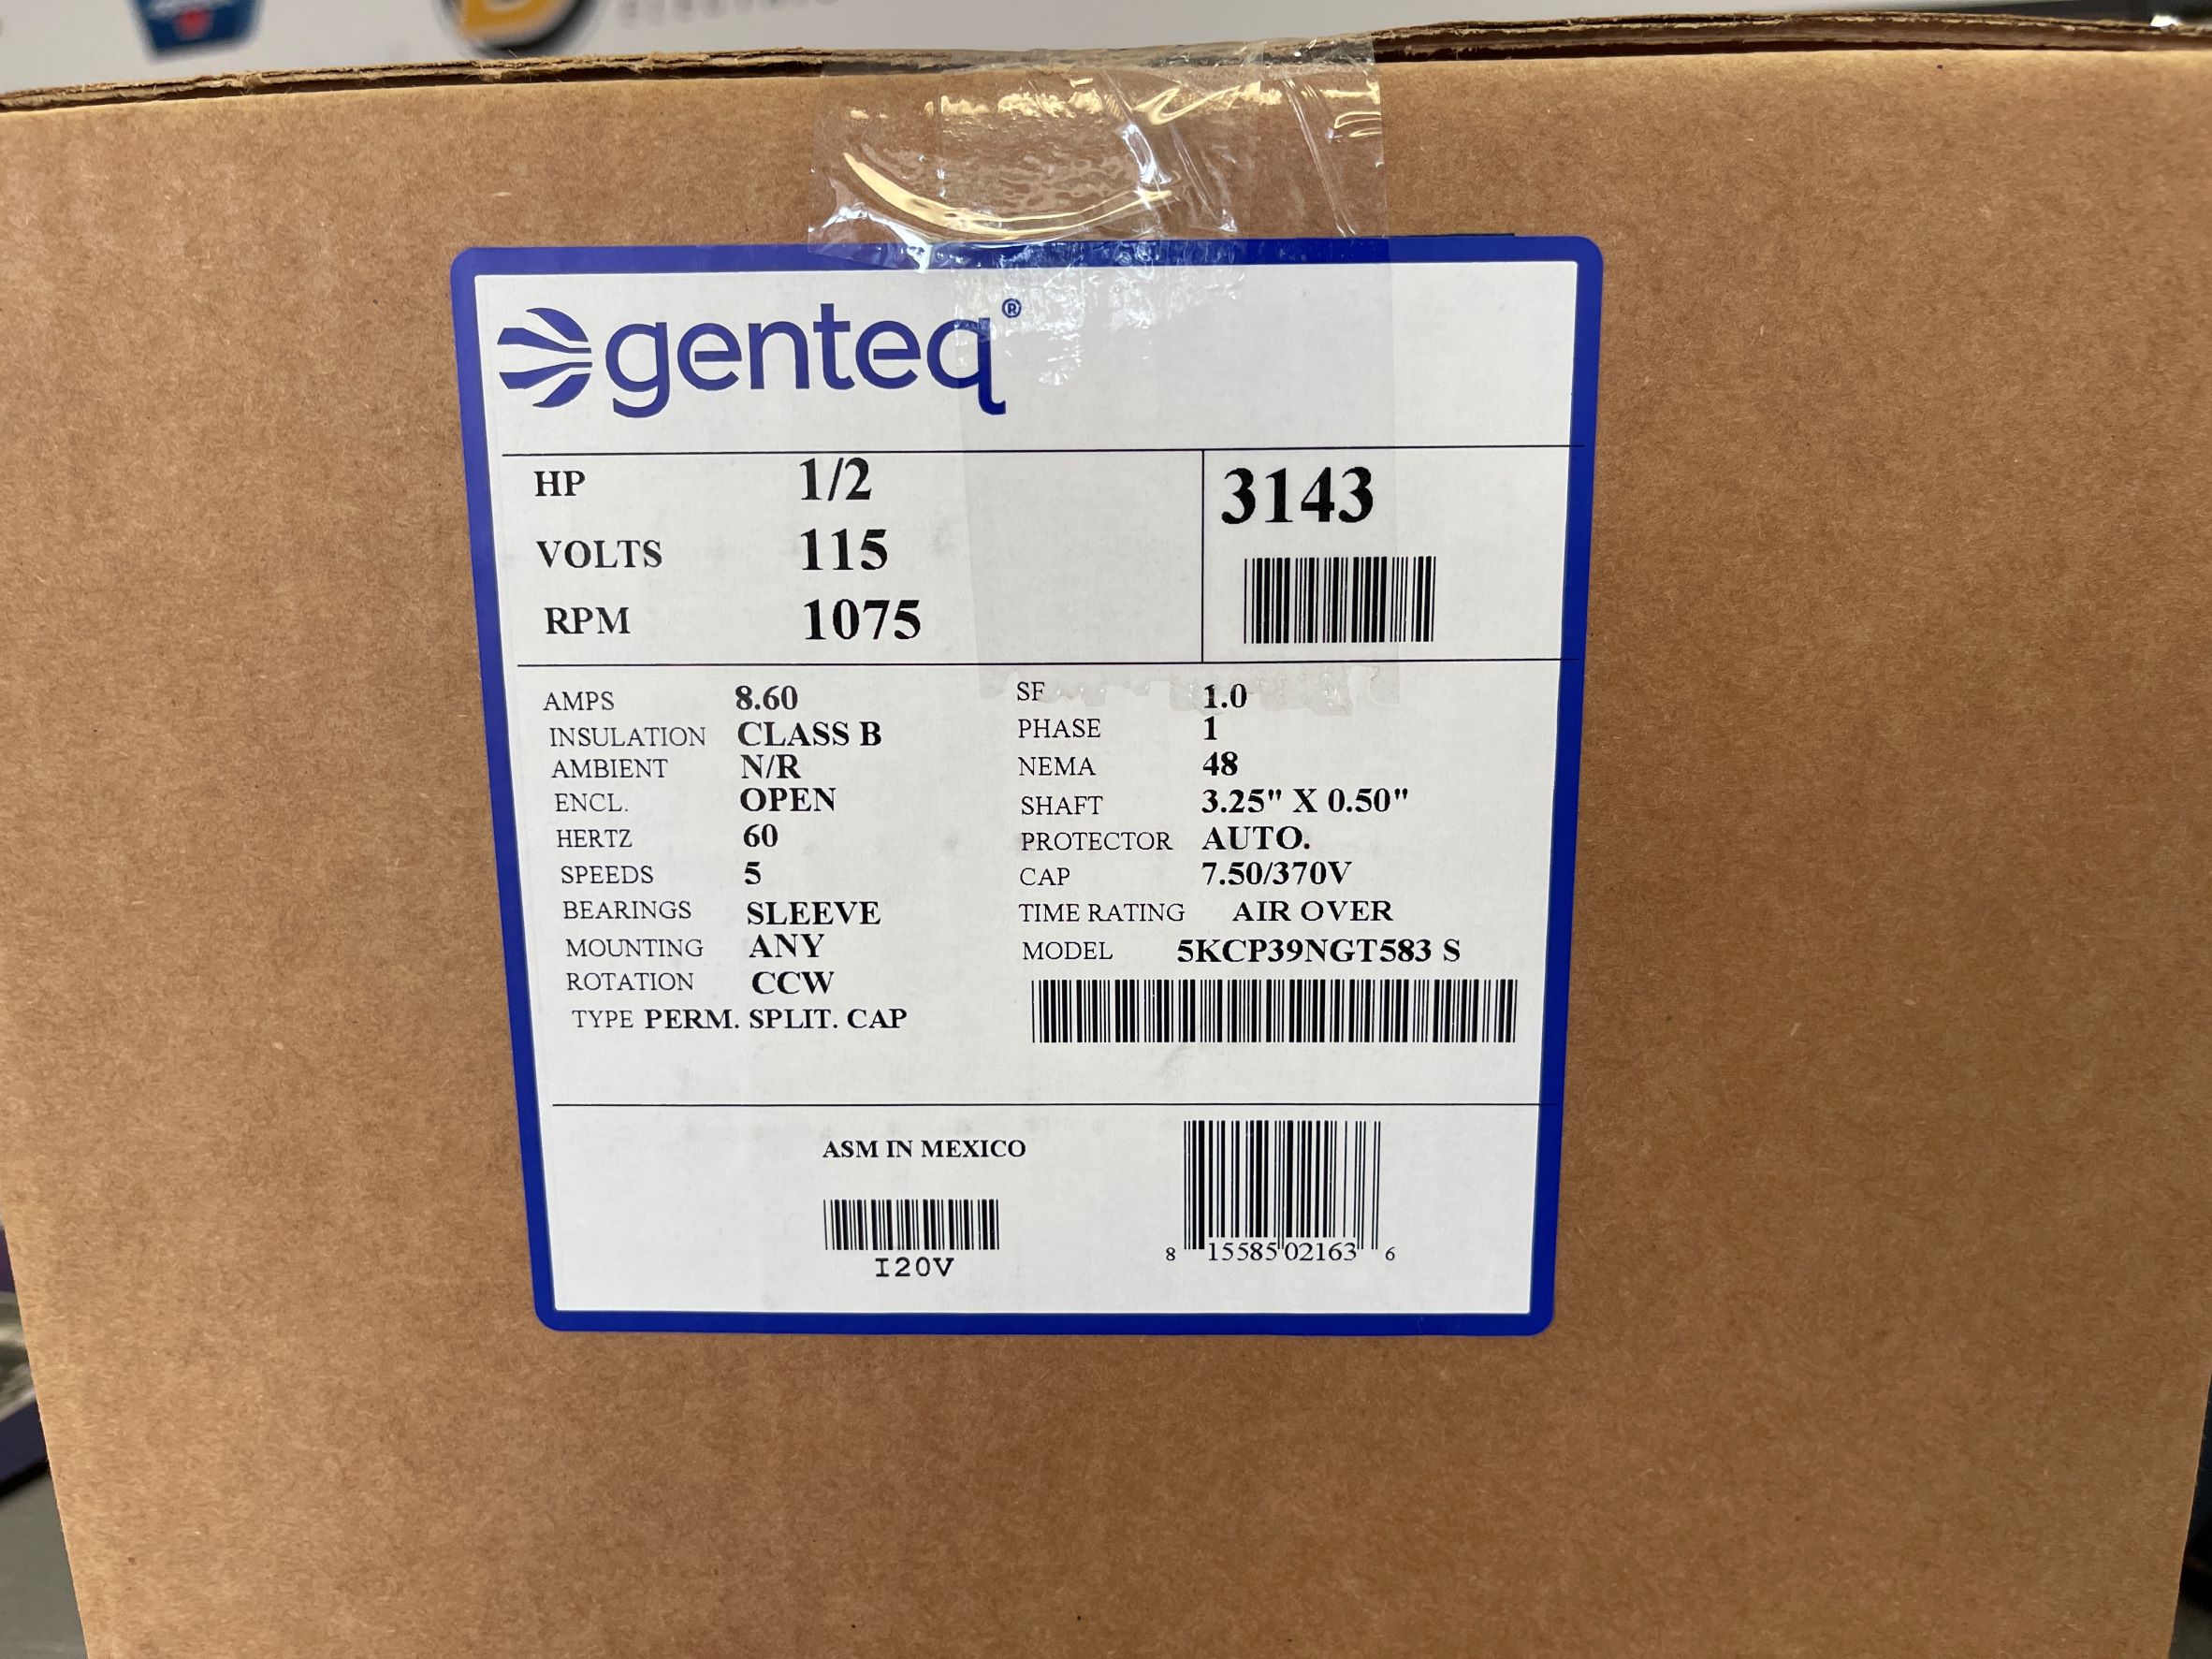 genteq®
HP 1/2
VOLTS 115
RPM 1075
3143
AMPS 8.60
INSULATION CLASS B
AMBIENT N/R
ENCL. OPEN
HERTZ 60
SPEEDS 5
BEARINGS SLEEVE
MOUNTING ANY
ROTATION CCW
TYPE PERM. SPLIT. CAP
SF 1.0
PHASE 1
NEMA 48
SHAFT 3.25" X 0.50"
PROTECTOR AUTO.
CAP 7.50/370V
TIME RATING AIR OVER
MODEL 5KCP39NGT583 S
ASM IN MEXICO
I20V
8 15585 02163 6